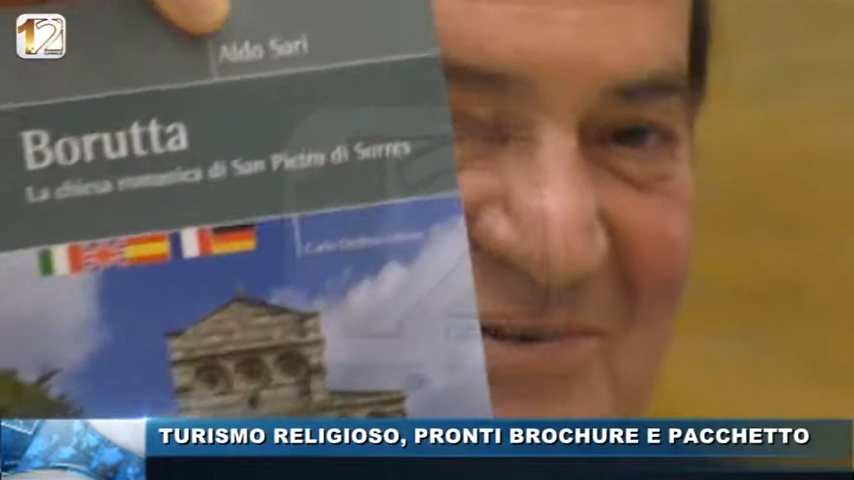 12
Aldo Sari
Borutta
La chiesa romanica di San Pietro di Sorres
TURISMO RELIGIOSO, PRONTI BROCHURE E PACCHETTO